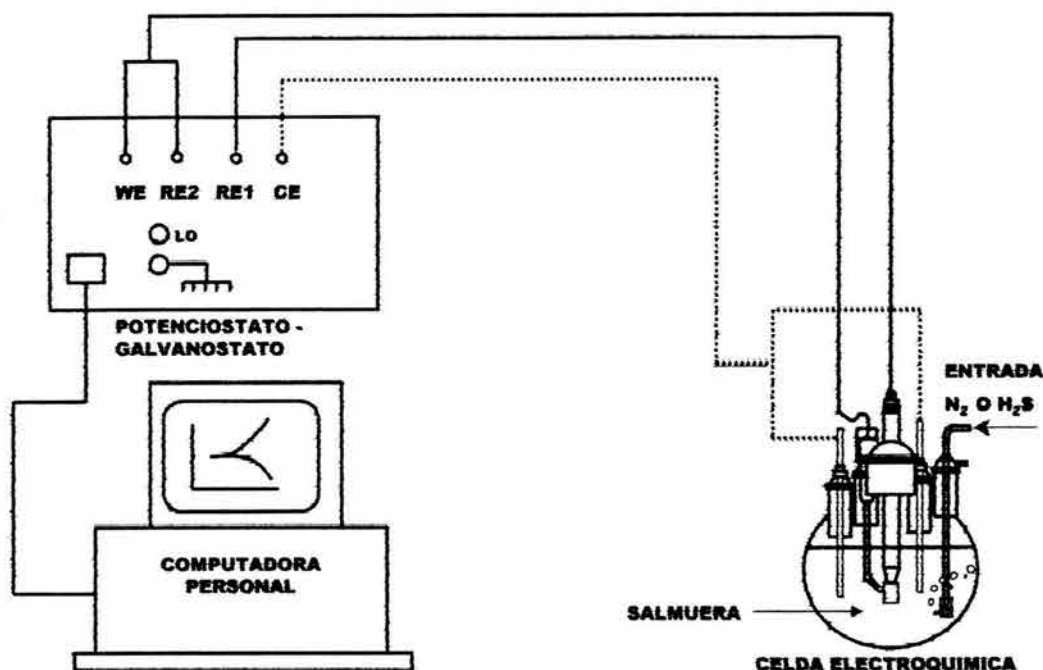 WE RE2 RE1 CE
LO
POTENCIOSTATO -
GALVANOSTATO
COMPUTADORA
PERSONAL
ENTRADA
N₂ O H₂S
SALMUERA
CELDA ELECTROQUIMICA